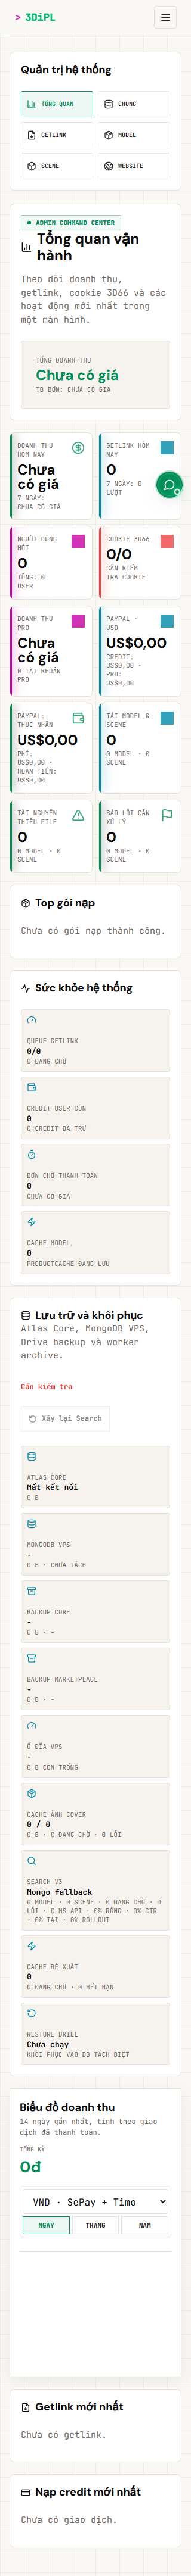 > 3DiPL
Quản trị hệ thống
TỔNG QUAN
CHUNG
GETLINK
MODEL
SCENE
WEBSITE
ADMIN COMMAND CENTER
Tổng quan vận
hành
Theo dõi doanh thu,
getlink, cookie 3D66 và các
hoạt động mới nhất trong
một màn hình.
TỔNG DOANH THU
Chưa có giá
TB ĐƠN: CHƯA CÓ GIÁ
DOANH THU
HÔM NAY
Chưa
có giá
7 NGÀY:
CHƯA CÓ GIÁ
GETLINK HÔM
NAY
0
7 NGÀY: 0
LƯỢT
NGƯỜI DÙNG
MỚI
0
TỔNG: 0
USER
COOKIE 3D66
0/0
CẦN KIỂM
TRA COOKIE
DOANH THU
PRO
Chưa
có giá
0 TÀI KHOẢN
PRO
PAYPAL ·
USD
US$0,00
CREDIT:
US$0,00 ·
PRO:
US$0,00
PAYPAL:
THỰC NHẬN
US$0,00
PHÍ:
US$0,00 ·
HOÀN TIỀN:
US$0,00
TẢI MODEL &
SCENE
0
0 MODEL · 0
SCENE
TÀI NGUYÊN
THIẾU FILE
0
0 MODEL · 0
SCENE
BÁO LỖI CẦN
XỬ LÝ
0
0 MODEL · 0
SCENE
Top gói nạp
Chưa có gói nạp thành công.
Sức khỏe hệ thống
QUEUE GETLINK
0/0
0 ĐANG CHỜ
CREDIT USER CÒN
0
0 CREDIT ĐÃ TRỪ
ĐƠN CHỜ THANH TOÁN
0
CHƯA CÓ GIÁ
CACHE MODEL
0
PRODUCTCACHE ĐANG LƯU
Lưu trữ và khôi phục
Atlas Core, MongoDB VPS,
Drive backup và worker
archive.
Cần kiểm tra
Xây lại Search
ATLAS CORE
Mất kết nối
0 B
MONGODB VPS
-
0 B · CHƯA TÁCH
BACKUP CORE
-
0 B · -
BACKUP MARKETPLACE
-
0 B · -
Ổ ĐĨA VPS
-
0 B CÒN TRỐNG
CACHE ẢNH COVER
0 / 0
0 B · 0 ĐANG CHỜ · 0 LỖI
SEARCH V3
Mongo fallback
0 MODEL · 0 SCENE · 0 ĐANG CHỜ · 0
LỖI · 0 MS API · 0% RỖNG · 0% CTR
· 0% TẢI · 0% ROLLOUT
CACHE ĐỀ XUẤT
0
0 ĐANG CHỜ · 0 HẾT HẠN
RESTORE DRILL
Chưa chạy
KHÔI PHỤC VÀO DB TÁCH BIỆT
Biểu đồ doanh thu
14 ngày gần nhất, tính theo giao
dịch đã thanh toán.
TỔNG KỲ
0đ
VND · SePay + Timo
NGÀY
THÁNG
NĂM
Getlink mới nhất
Chưa có getlink.
Nạp credit mới nhất
Chưa có giao dịch.